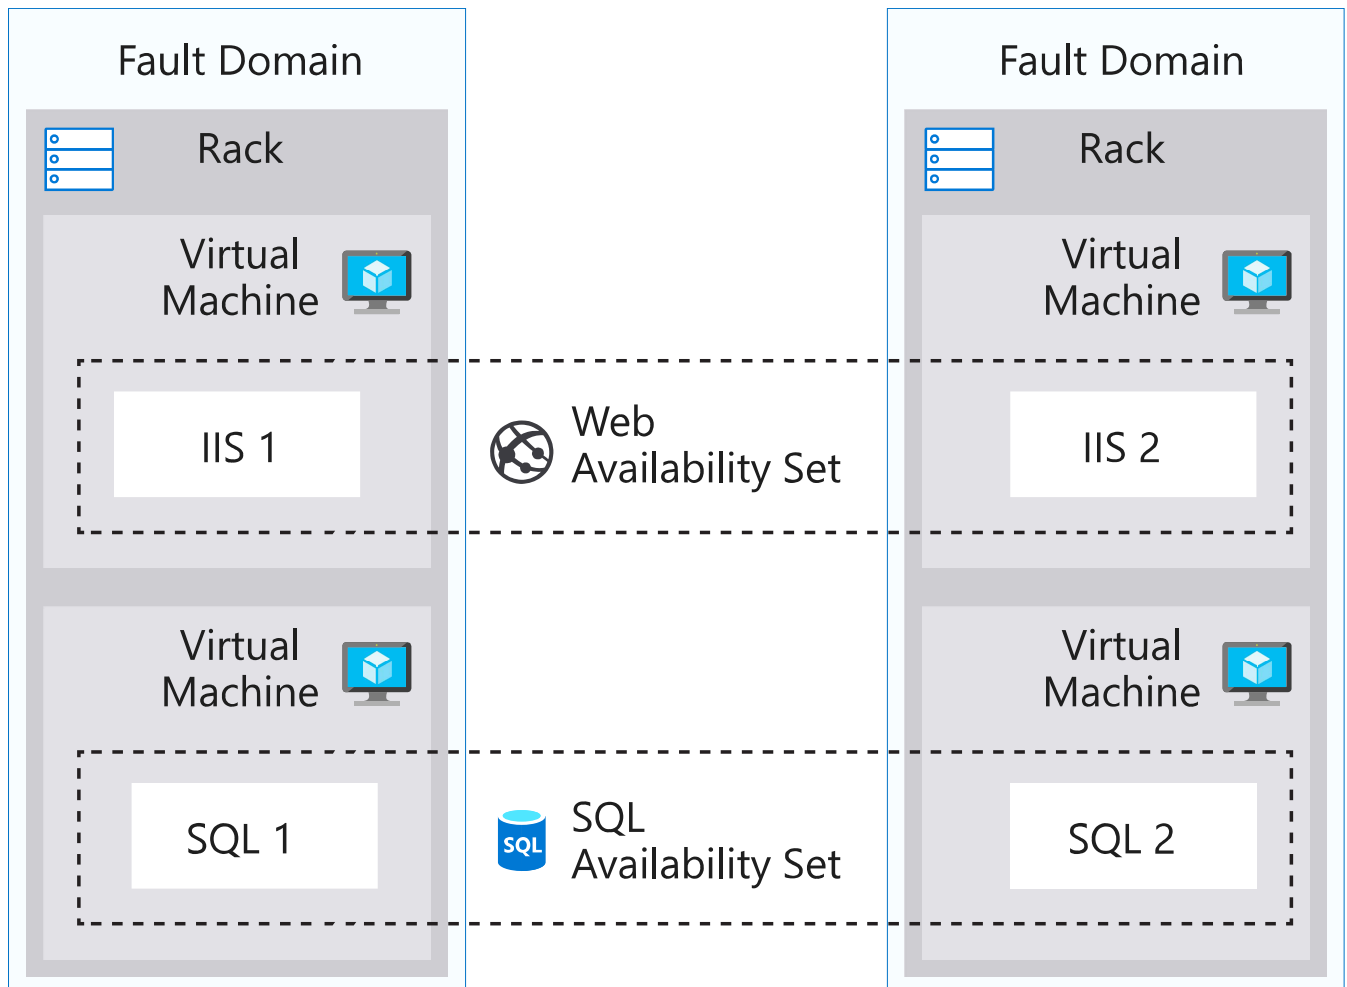 Fault Domain
Fault Domain
Rack
Rack
Virtual
Machine
Virtual
Machine
IIS 1
Web
Availability Set
IIS 2
Virtual
Machine
Virtual
Machine
SQL 1
SQL
SQL
Availability Set
SQL 2